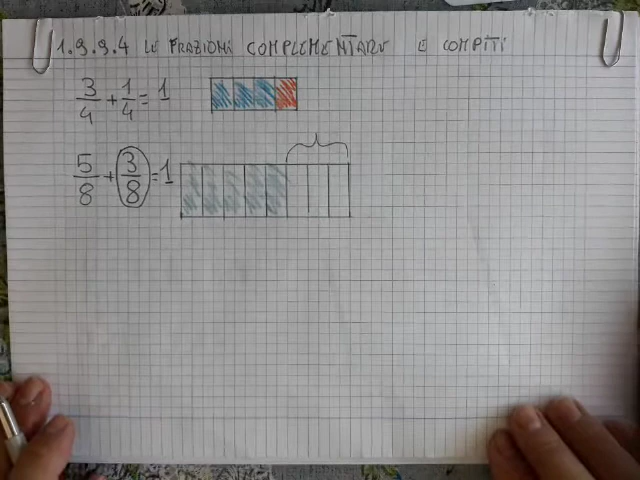 1.9.9.4 LE FRAZIONI COMPLEMENTARI E COMPITI
3/4 + 1/4 = 1
5/8 + 3/8 = 1